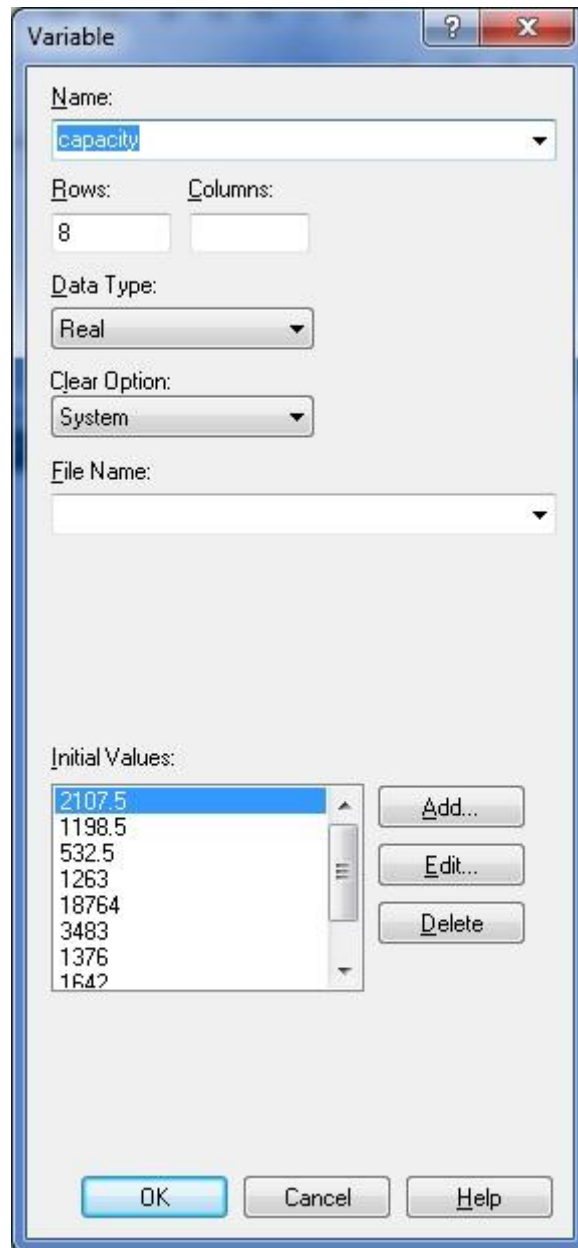 Variable
Name:
capacity
Rows: Columns:
8
Data Type:
Real
Clear Option:
System
File Name:
Initial Values:
2107.5
1198.5
532.5
1263
18764
3483
1376
1642
Add...
Edit...
Delete
OK Cancel Help